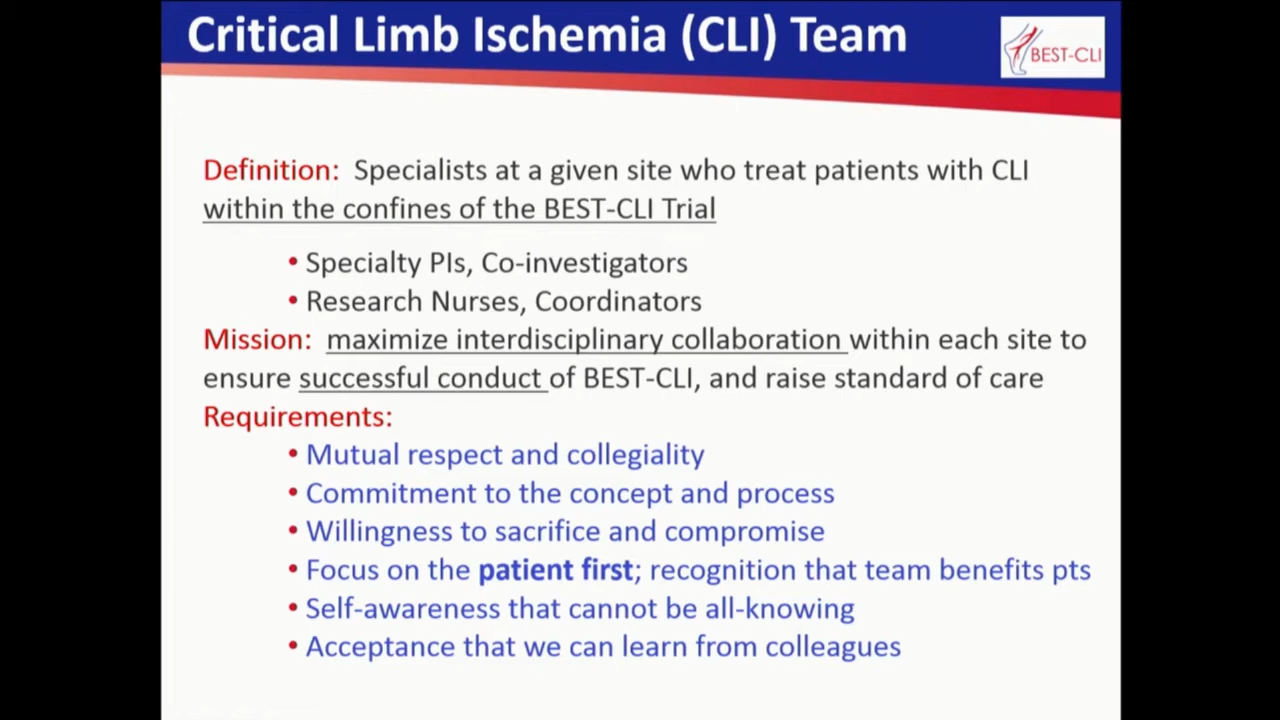 Critical Limb Ischemia (CLI) Team
BEST-CLI
Definition: Specialists at a given site who treat patients with CLI
within the confines of the BEST-CLI Trial
• Specialty PIs, Co-investigators
• Research Nurses, Coordinators
Mission: maximize interdisciplinary collaboration within each site to
ensure successful conduct of BEST-CLI, and raise standard of care
Requirements:
• Mutual respect and collegiality
• Commitment to the concept and process
• Willingness to sacrifice and compromise
• Focus on the patient first; recognition that team benefits pts
• Self-awareness that cannot be all-knowing
• Acceptance that we can learn from colleagues